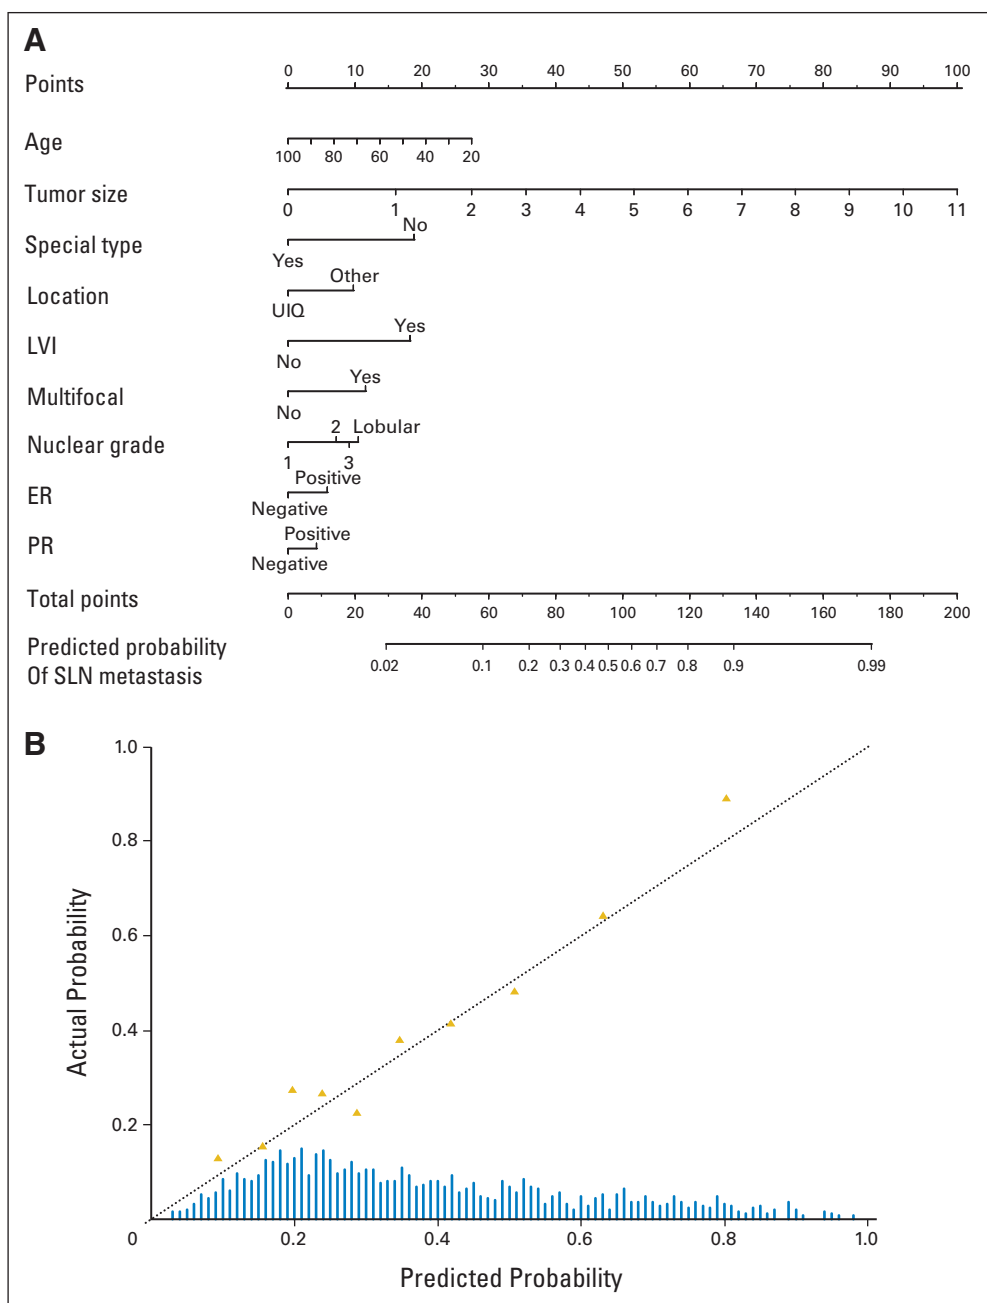 A
Points
0 10 20 30 40 50 60 70 80 90 100
Age
100 80 60 40 20
Tumor size
0 1 2 3 4 5 6 7 8 9 10 11
No
Special type
Yes
Other
Location
UIQ
Yes
LVI
No
Yes
Multifocal
No
2 Lobular
Nuclear grade
1 3
Positive
ER
Negative
Positive
PR
Negative
Total points
0 20 40 60 80 100 120 140 160 180 200
Predicted probability
Of SLN metastasis
0.02 0.1 0.2 0.3 0.4 0.5 0.6 0.7 0.8 0.9 0.99
B
1.0
0.8
0.6
0.4
0.2
Actual Probability
0 0.2 0.4 0.6 0.8 1.0
Predicted Probability